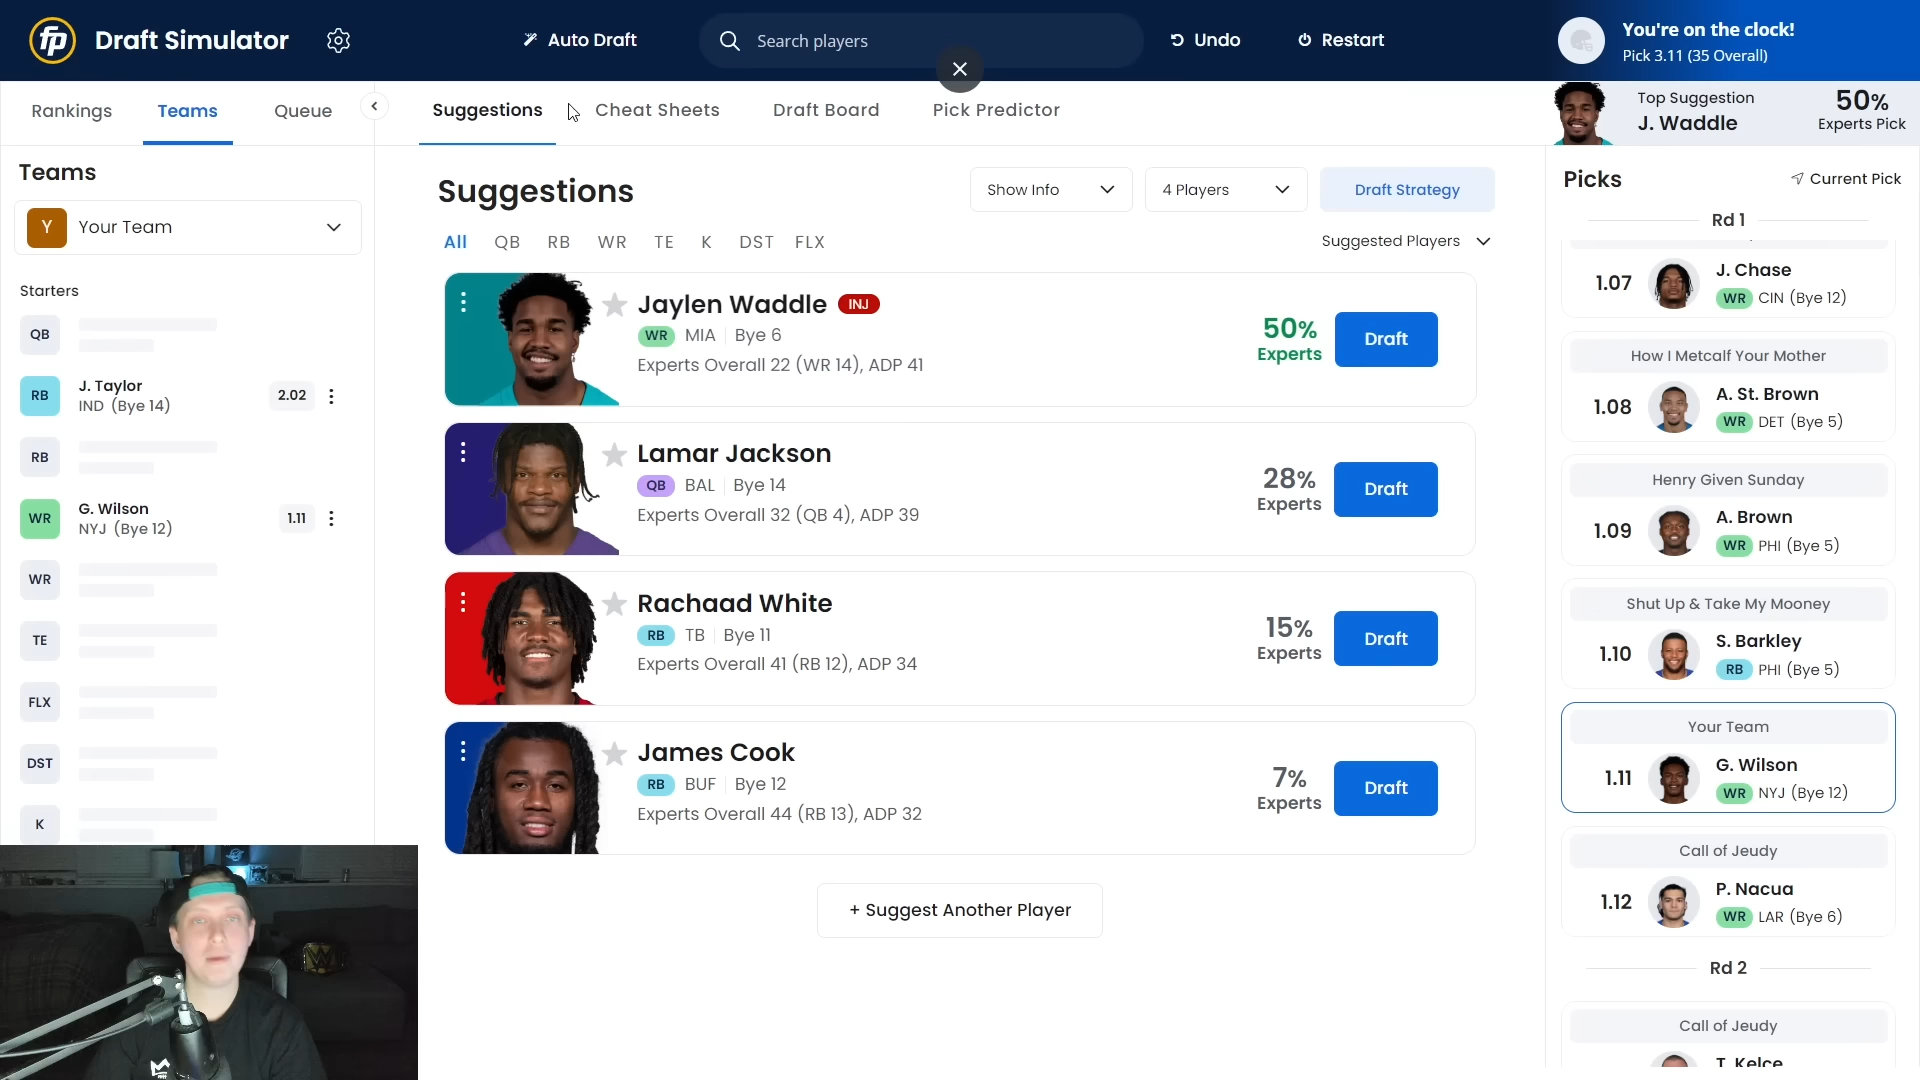 fp Draft Simulator
Auto Draft
Search players
Undo
Restart
You're on the clock!
Pick 3.11 (35 Overall)
Rankings
Teams
Queue
Suggestions
Cheat Sheets
Draft Board
Pick Predictor
Top Suggestion
J. Waddle
50%
Experts Pick
Teams
Y Your Team
Starters
QB
RB J. Taylor
IND (Bye 14)
2.02
RB
WR G. Wilson
NYJ (Bye 12)
1.11
WR
TE
FLX
DST
K
Suggestions
Show Info
4 Players
Draft Strategy
All QB RB WR TE K DST FLX
Suggested Players
Jaylen Waddle INJ
WR MIA Bye 6
Experts Overall 22 (WR 14), ADP 41
50%
Experts
Draft
Lamar Jackson
QB BAL Bye 14
Experts Overall 32 (QB 4), ADP 39
28%
Experts
Draft
Rachaad White
RB TB Bye 11
Experts Overall 41 (RB 12), ADP 34
15%
Experts
Draft
James Cook
RB BUF Bye 12
Experts Overall 44 (RB 13), ADP 32
7%
Experts
Draft
+ Suggest Another Player
Picks
Current Pick
Rd 1
1.07
J. Chase
WR CIN (Bye 12)
How I Metcalf Your Mother
1.08
A. St. Brown
WR DET (Bye 5)
Henry Given Sunday
1.09
A. Brown
WR PHI (Bye 5)
Shut Up & Take My Mooney
1.10
S. Barkley
RB PHI (Bye 5)
Your Team
1.11
G. Wilson
WR NYJ (Bye 12)
Call of Jeudy
1.12
P. Nacua
WR LAR (Bye 6)
Rd 2
Call of Jeudy
T. Kelce